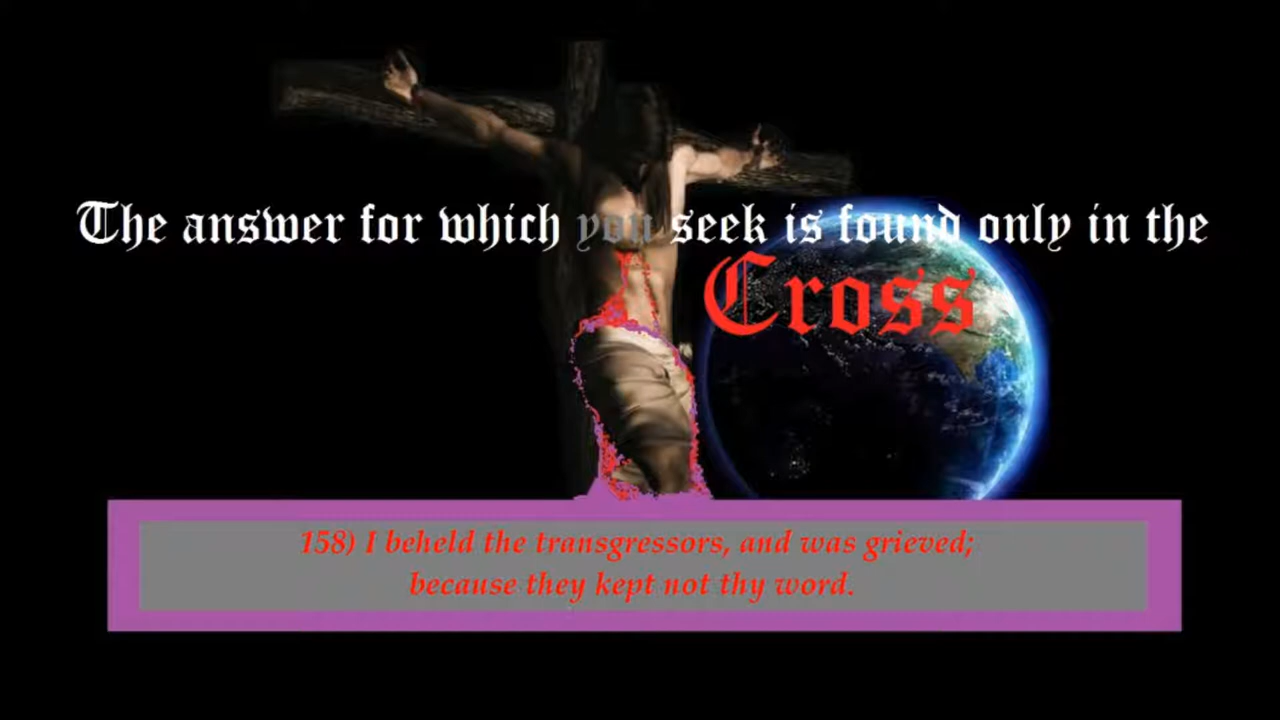 The answer for which you seek is found only in the
Cross
158) I beheld the transgressors, and was grieved;
because they kept not thy word.